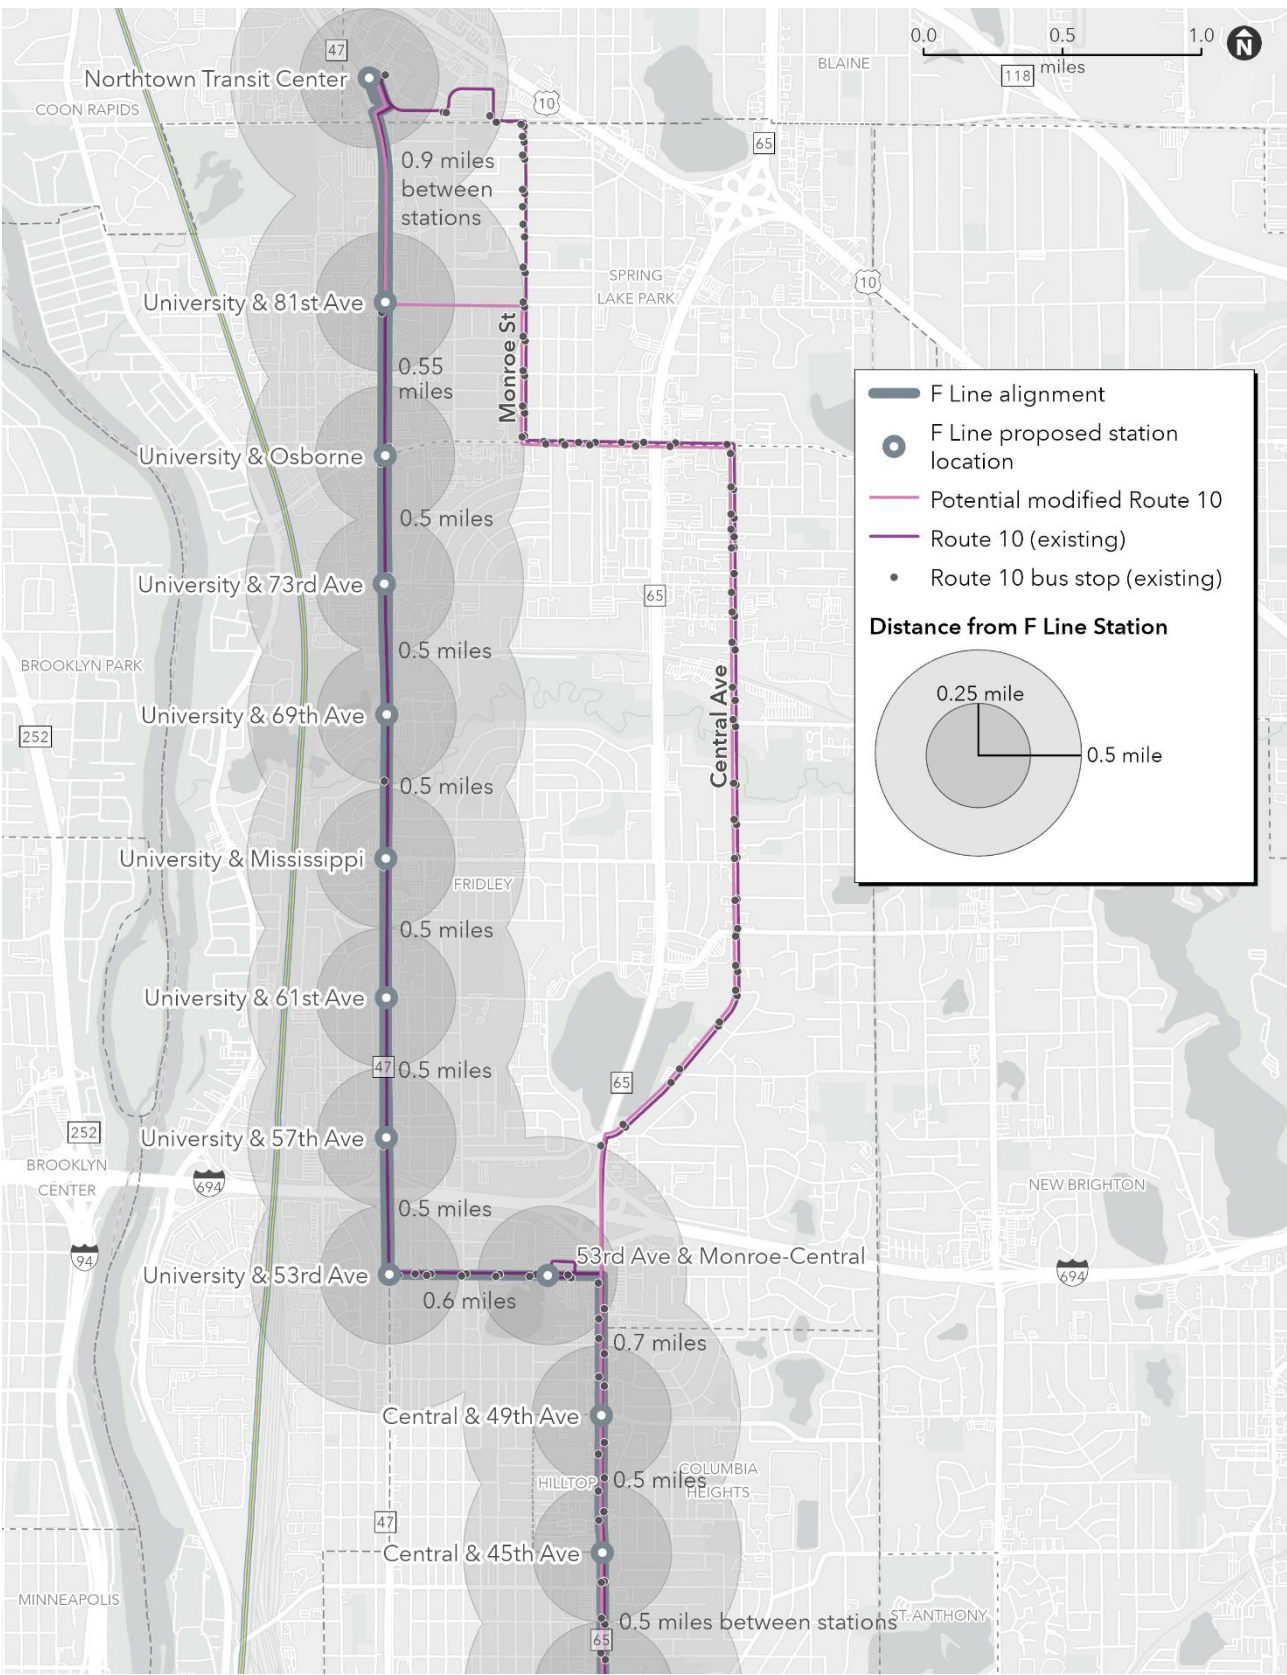 47
0.0
0.5
1.0
miles
N
118
BLAINE
Northtown Transit Center
10
COON RAPIDS
65
0.9 miles
between
stations
SPRING
LAKE PARK
10
University & 81st Ave
Monroe St
0.55
miles
F Line alignment
F Line proposed station
location
Potential modified Route 10
Route 10 (existing)
Route 10 bus stop (existing)
Distance from F Line Station
0.25 mile
0.5 mile
University & Osborne
0.5 miles
University & 73rd Ave
65
0.5 miles
BROOKLYN PARK
Central Ave
University & 69th Ave
252
0.5 miles
University & Mississippi
FRIDLEY
0.5 miles
University & 61st Ave
47
0.5 miles
65
252
University & 57th Ave
BROOKLYN
CENTER
694
NEW BRIGHTON
0.5 miles
94
53rd Ave & Monroe-Central
694
University & 53rd Ave
0.6 miles
0.7 miles
Central & 49th Ave
COLUMBIA
HEIGHTS
HILLTOP
0.5 miles
47
Central & 45th Ave
MINNEAPOLIS
0.5 miles between stations
ST. ANTHONY
65